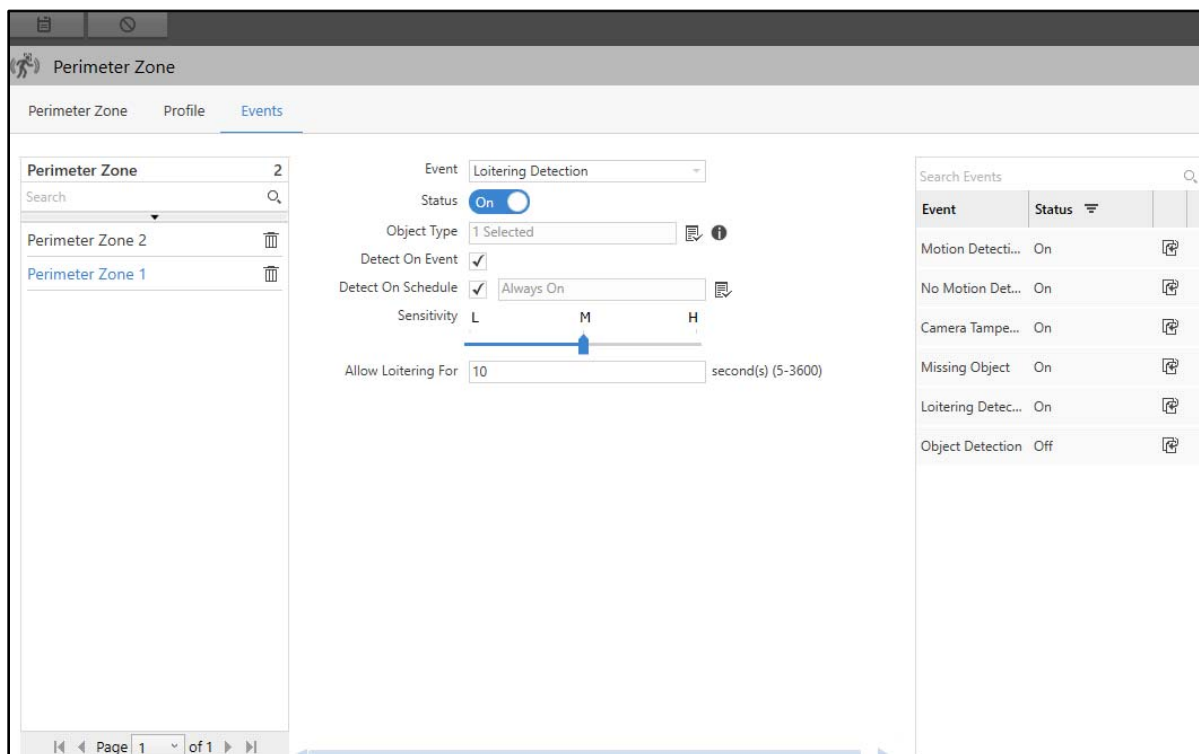 Perimeter Zone
Perimeter Zone Profile Events
Perimeter Zone 2
Search
Perimeter Zone 2
Perimeter Zone 1
Page 1 of 1
Event Loitering Detection
Status On
Object Type 1 Selected
Detect On Event
Detect On Schedule Always On
Sensitivity L M H
Allow Loitering For 10 second(s) (5-3600)
Search Events
Event Status
Motion Detecti... On
No Motion Det... On
Camera Tampe... On
Missing Object On
Loitering Detec... On
Object Detection Off